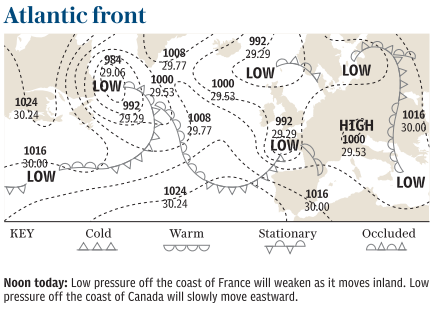 Atlantic front
984
29.06
LOW
1008
29.77
992
29.29
LOW
LOW
1000
29.53
1000
29.53
1024
30.24
992
29.29
1008
29.77
992
29.29
LOW
HIGH
1000
29.53
1016
30.00
1016
30.00
LOW
LOW
1024
30.24
1016
30.00
KEY Cold Warm Stationary Occluded
Noon today: Low pressure off the coast of France will weaken as it moves inland. Low
pressure off the coast of Canada will slowly move eastward.